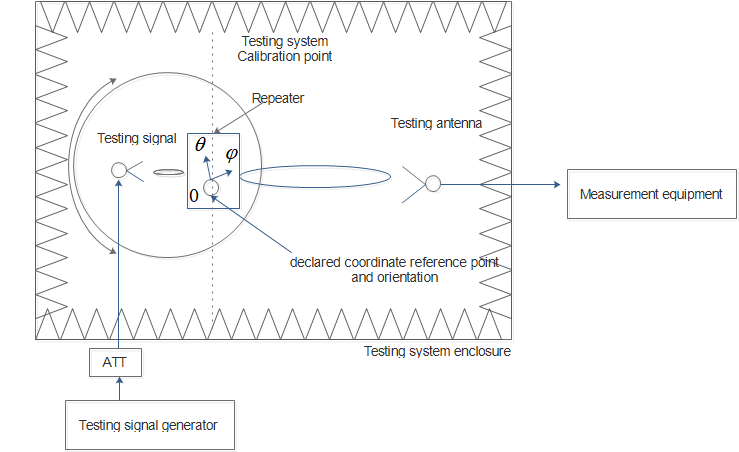 Testing system
Calibration point
Repeater
Testing antenna
Testing signal
θ
φ
0
Measurement equipment
declared coordinate reference point
and orientation
Testing system enclosure
ATT
Testing signal generator